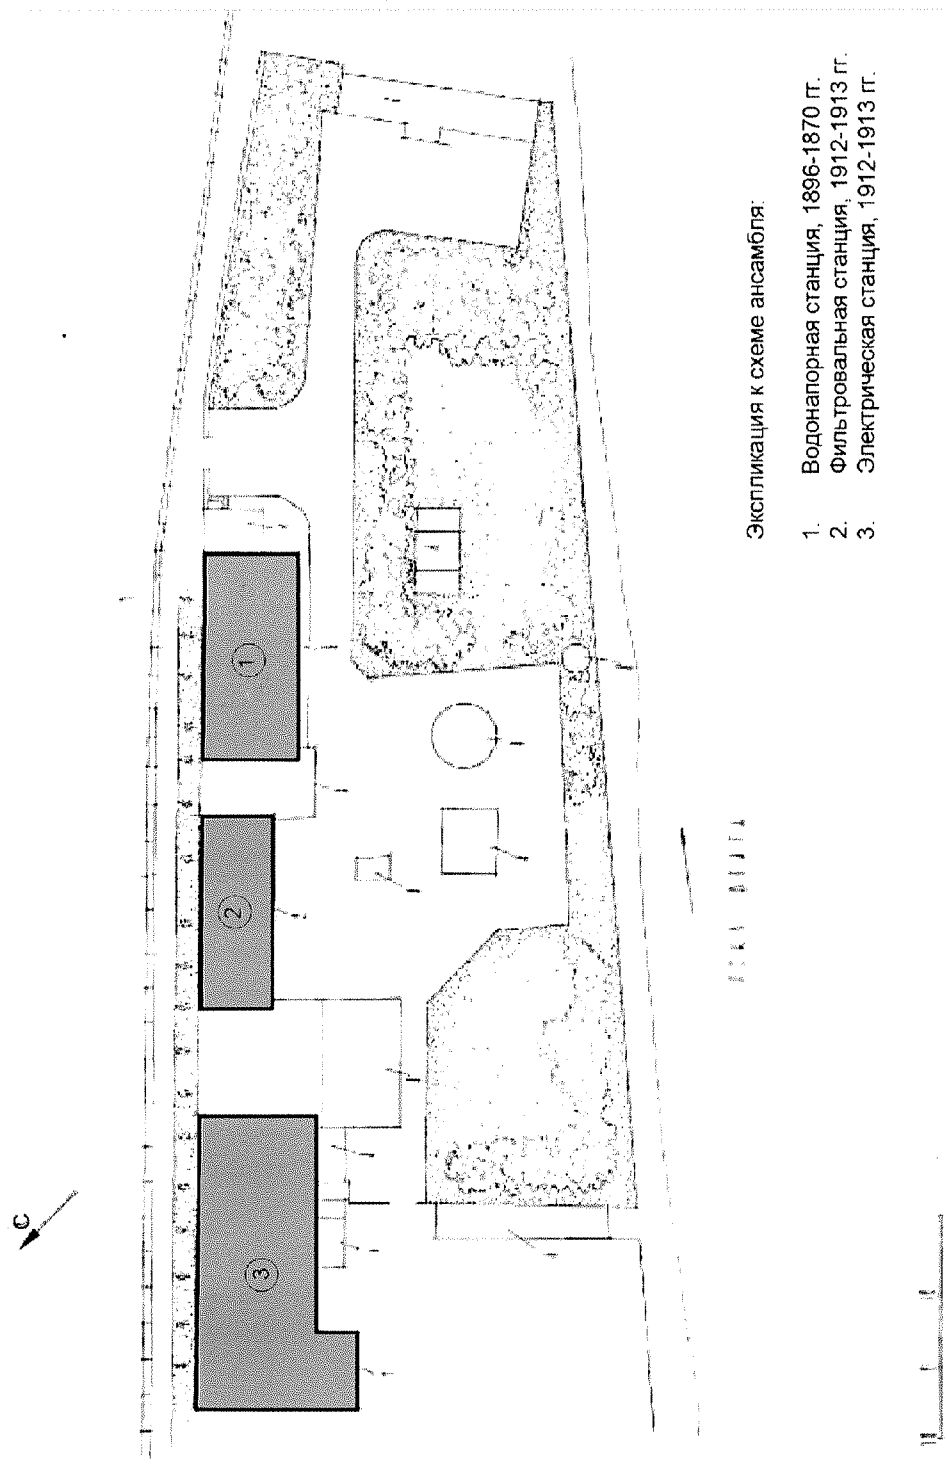 С
1
2
3
Экспликация к схеме ансамбля:
1. Водонапорная станция, 1896-1870 гг.
2. Фильтровальная станция, 1912-1913 гг.
3. Электрическая станция, 1912-1913 гг.